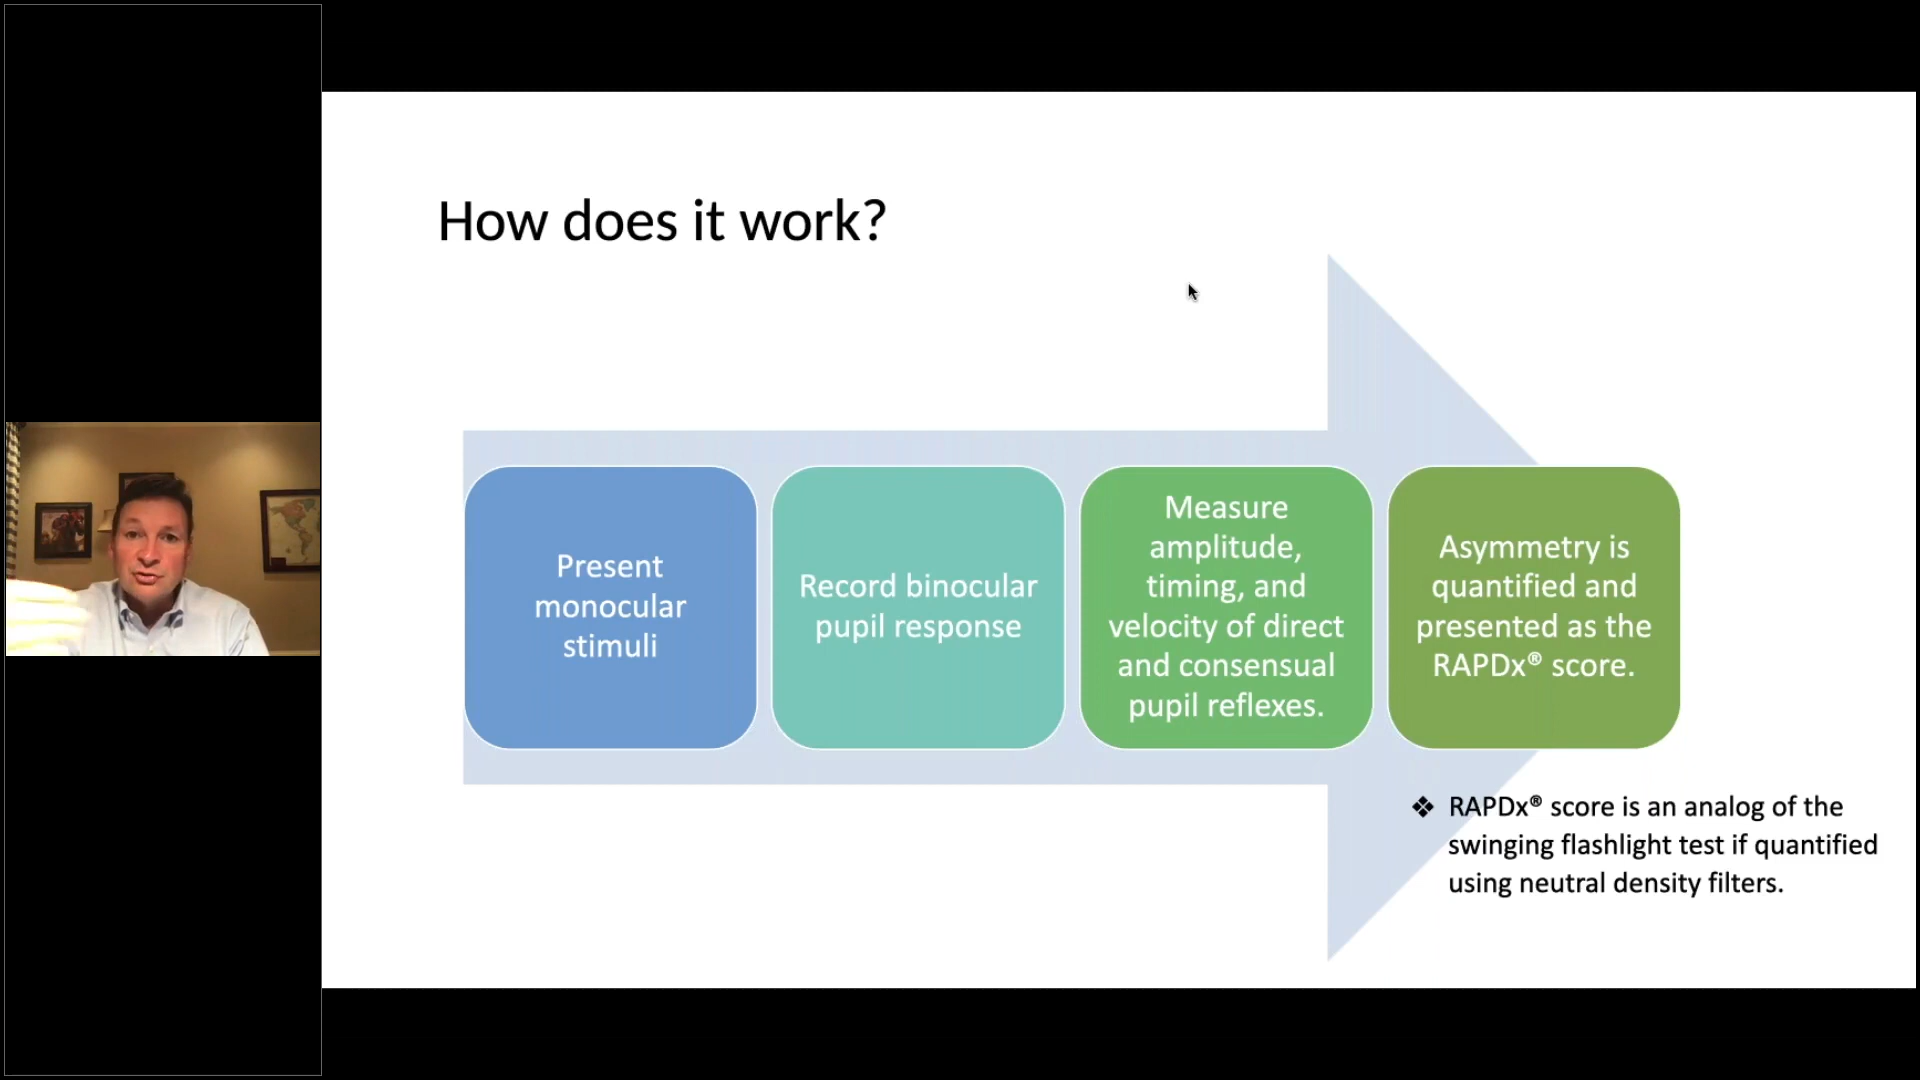 How does it work?
Present
monocular
stimuli
Record binocular
pupil response
Measure
amplitude,
timing, and
velocity of direct
and consensual
pupil reflexes.
Asymmetry is
quantified and
presented as the
RAPDx® score.
❖ RAPDx® score is an analog of the
swinging flashlight test if quantified
using neutral density filters.